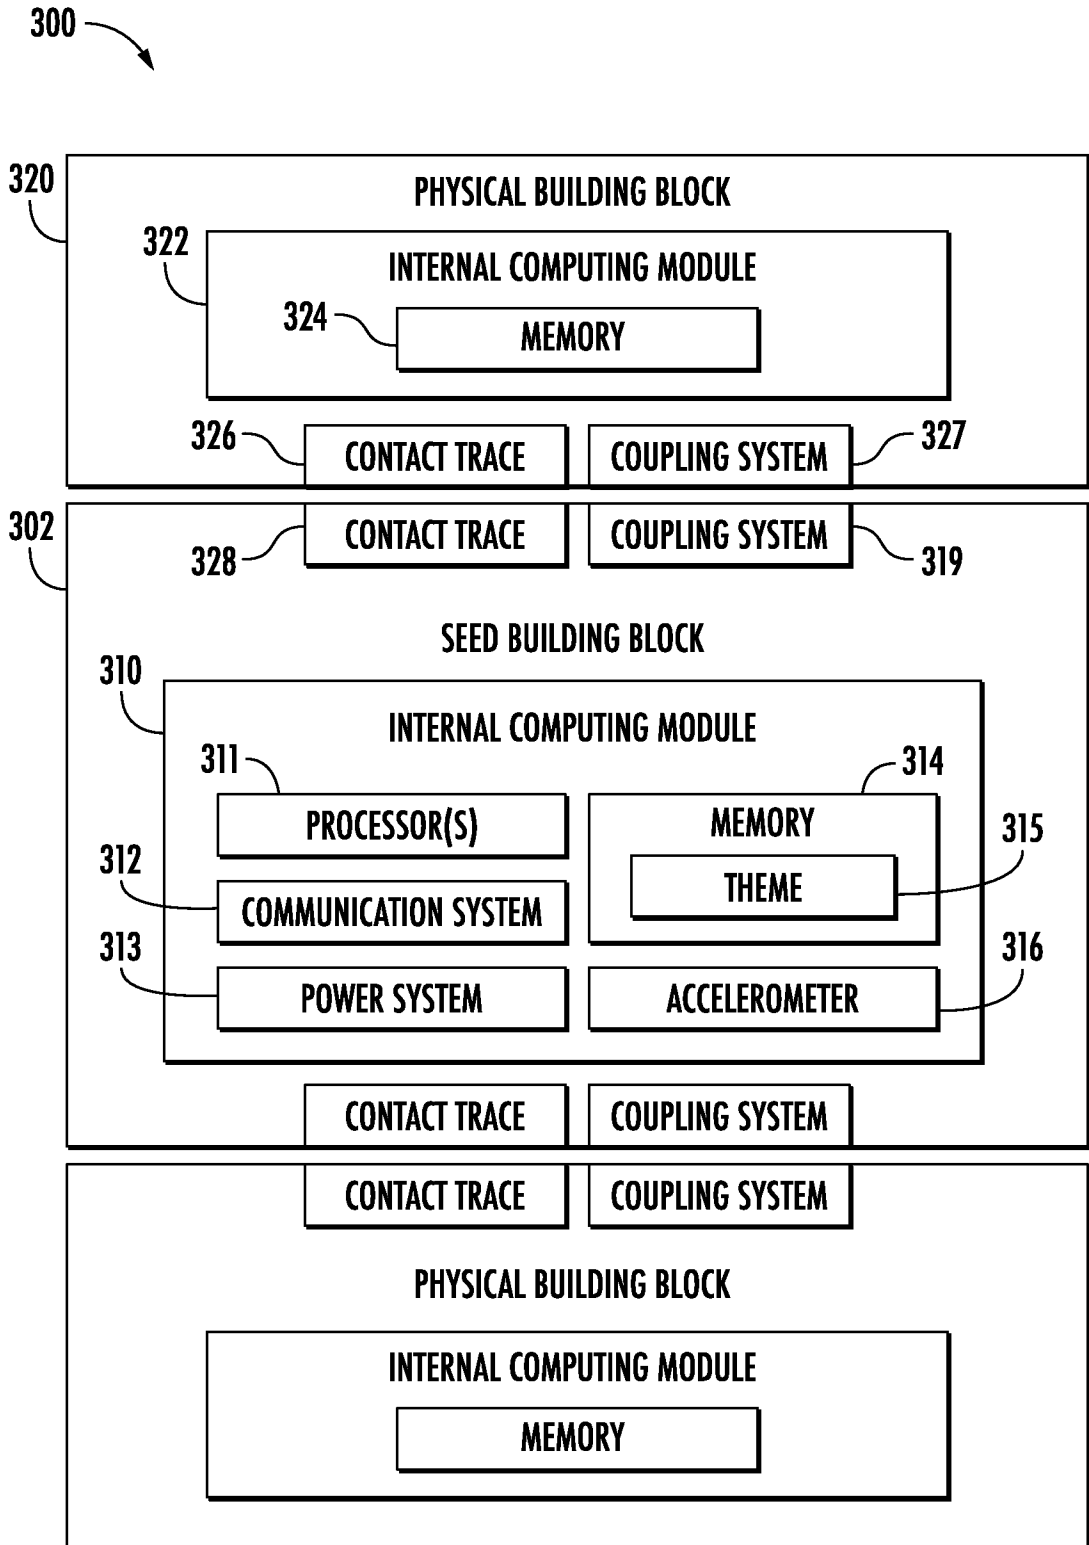 300
320
PHYSICAL BUILDING BLOCK
322
INTERNAL COMPUTING MODULE
324
MEMORY
326
CONTACT TRACE
COUPLING SYSTEM
327
302
328
CONTACT TRACE
COUPLING SYSTEM
319
SEED BUILDING BLOCK
310
INTERNAL COMPUTING MODULE
311
314
PROCESSOR(S)
MEMORY
315
312
THEME
COMMUNICATION SYSTEM
313
316
POWER SYSTEM
ACCELEROMETER
CONTACT TRACE
COUPLING SYSTEM
CONTACT TRACE
COUPLING SYSTEM
PHYSICAL BUILDING BLOCK
INTERNAL COMPUTING MODULE
MEMORY